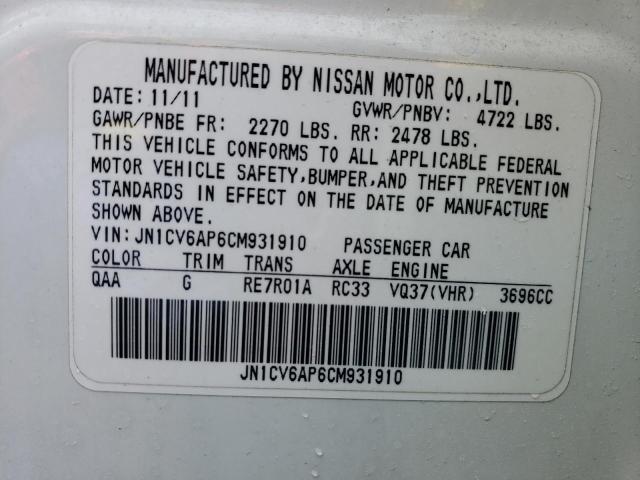 MANUFACTURED BY NISSAN MOTOR CO.,LTD.
DATE: 11/11 GVWR/PNBV: 4722 LBS.
GAWR/PNBE FR: 2270 LBS. RR: 2478 LBS.
THIS VEHICLE CONFORMS TO ALL APPLICABLE FEDERAL
MOTOR VEHICLE SAFETY,BUMPER,AND THEFT PREVENTION
STANDARDS IN EFFECT ON THE DATE OF MANUFACTURE
SHOWN ABOVE.
VIN:JN1CV6AP6CM931910 PASSENGER CAR
COLOR TRIM TRANS AXLE ENGINE
QAA G RE7R01A RC33 VQ37(VHR) 3696CC
JN1CV6AP6CM931910